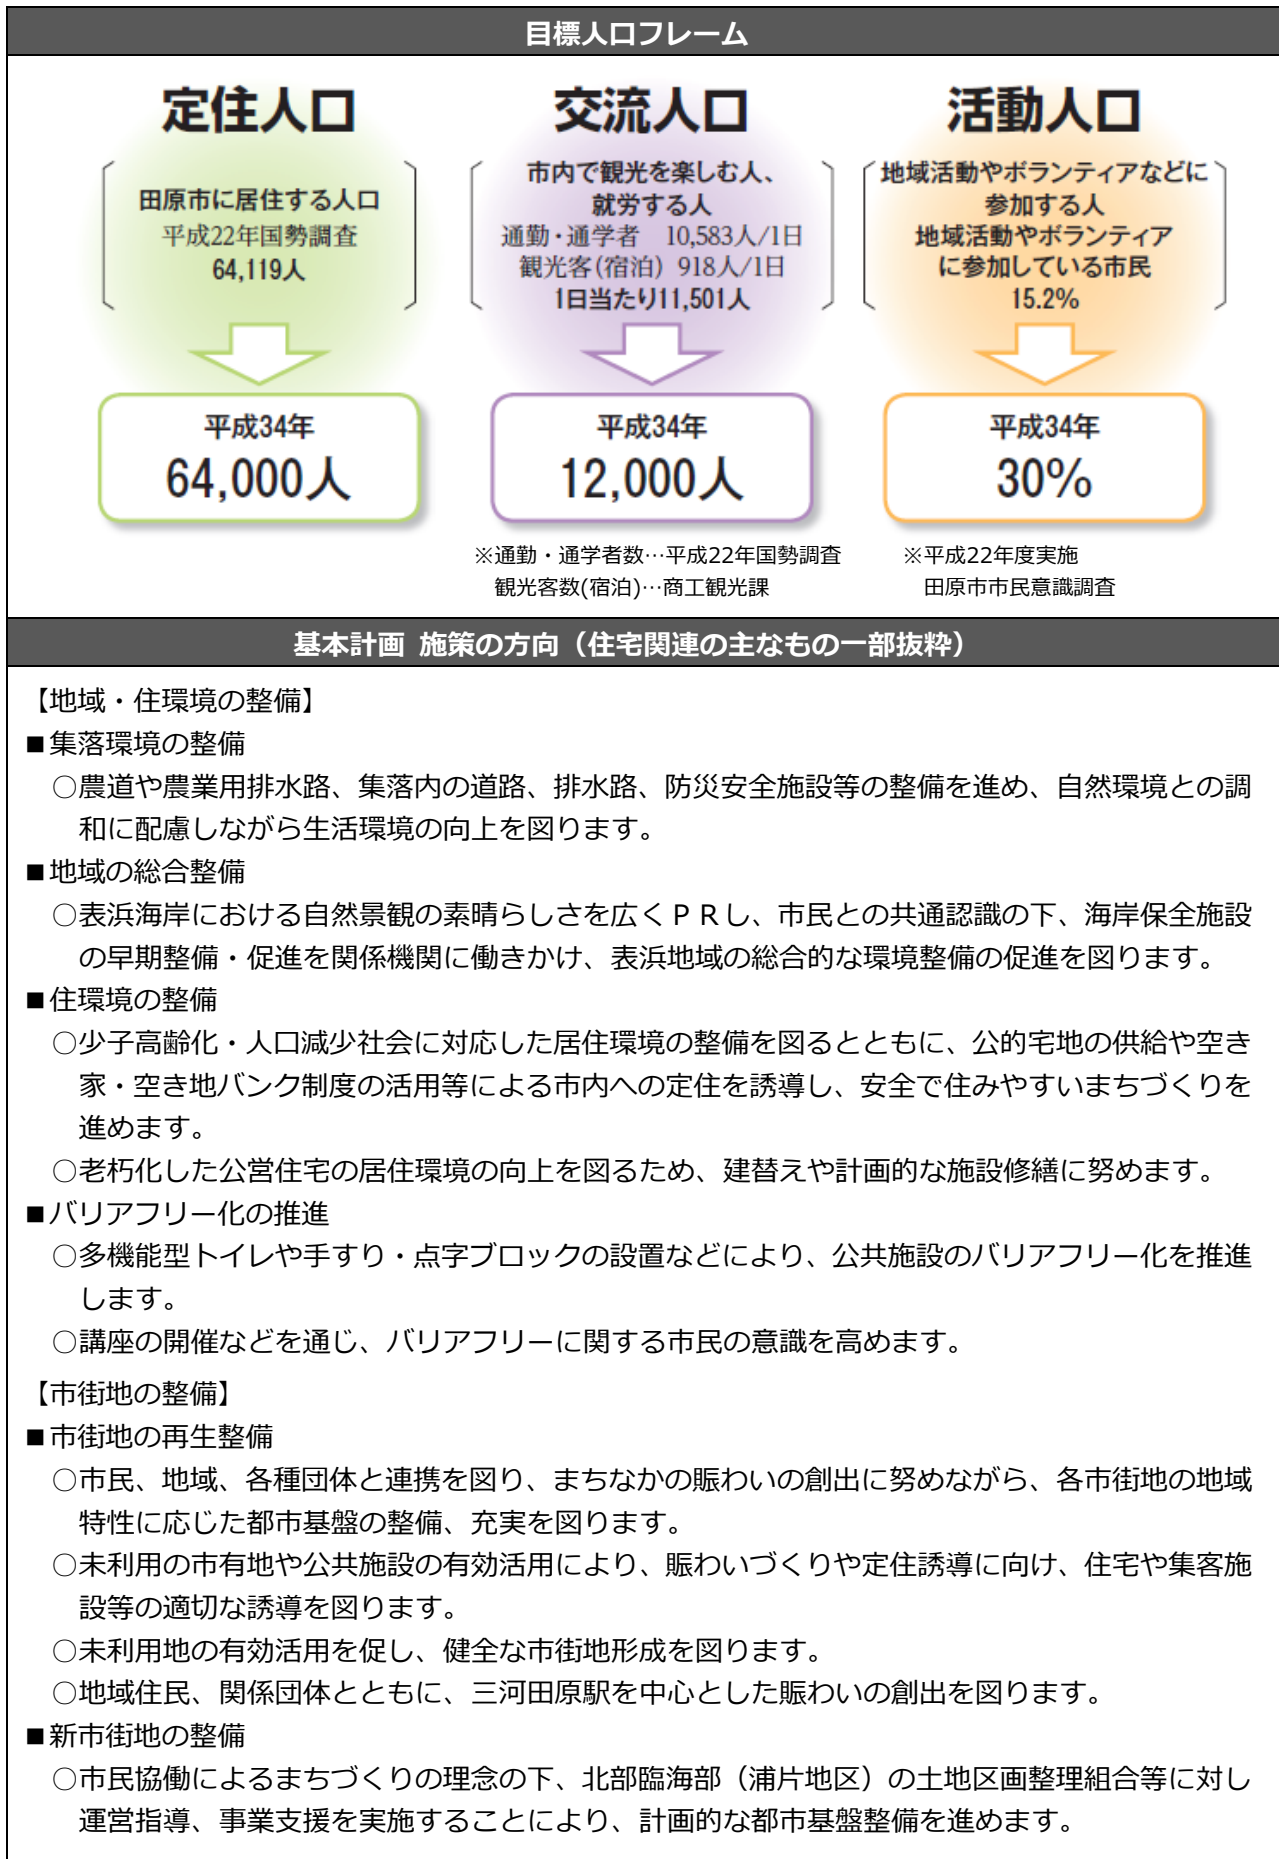 目標人口フレーム
定住人口
田原市に居住する人口
平成22年国勢調査
64,119人
平成34年
64,000人
交流人口
市内で観光を楽しむ人、
就労する人
通勤・通学者 10,583人/1日
観光客(宿泊) 918人/1日
1日当たり11,501人
平成34年
12,000人
※通勤・通学者数…平成22年国勢調査
観光客数(宿泊)…商工観光課
活動人口
地域活動やボランティアなどに
参加する人
地域活動やボランティア
に参加している市民
15.2%
平成34年
30%
※平成22年度実施
田原市市民意識調査
基本計画 施策の方向（住宅関連の主なもの一部抜粋）
【地域・住環境の整備】
■集落環境の整備
○農道や農業用排水路、集落内の道路、排水路、防災安全施設等の整備を進め、自然環境との調
和に配慮しながら生活環境の向上を図ります。
■地域の総合整備
○表浜海岸における自然景観の素晴らしさを広くＰＲし、市民との共通認識の下、海岸保全施設
の早期整備・促進を関係機関に働きかけ、表浜地域の総合的な環境整備の促進を図ります。
■住環境の整備
○少子高齢化・人口減少社会に対応した居住環境の整備を図るとともに、公的宅地の供給や空き
家・空き地バンク制度の活用等による市内への定住を誘導し、安全で住みやすいまちづくりを
進めます。
○老朽化した公営住宅の居住環境の向上を図るため、建替えや計画的な施設修繕に努めます。
■バリアフリー化の推進
○多機能型トイレや手すり・点字ブロックの設置などにより、公共施設のバリアフリー化を推進
します。
○講座の開催などを通じ、バリアフリーに関する市民の意識を高めます。
【市街地の整備】
■市街地の再生整備
○市民、地域、各種団体と連携を図り、まちなかの賑わいの創出に努めながら、各市街地の地域
特性に応じた都市基盤の整備、充実を図ります。
○未利用の市有地や公共施設の有効活用により、賑わいづくりや定住誘導に向け、住宅や集客施
設等の適切な誘導を図ります。
○未利用地の有効活用を促し、健全な市街地形成を図ります。
○地域住民、関係団体とともに、三河田原駅を中心とした賑わいの創出を図ります。
■新市街地の整備
○市民協働によるまちづくりの理念の下、北部臨海部（浦片地区）の土地区画整理組合等に対し
運営指導、事業支援を実施することにより、計画的な都市基盤整備を進めます。